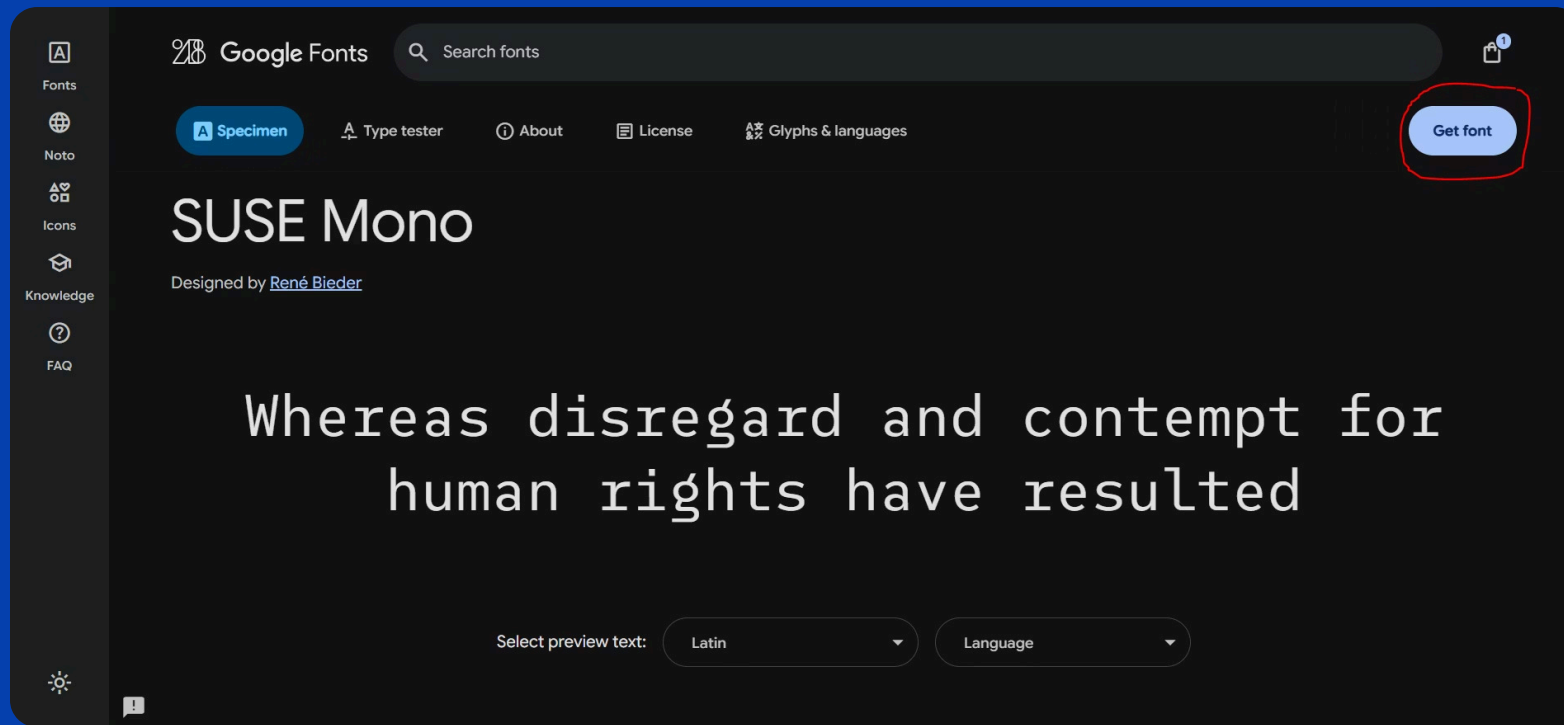 Fonts
Noto
Icons
Knowledge
FAQ
Google Fonts
Search fonts
1
Specimen
Type tester
About
License
Glyphs & languages
Get font
SUSE Mono
Designed by René Bieder
Whereas disregard and contempt for
human rights have resulted
Select preview text:
Latin
Language